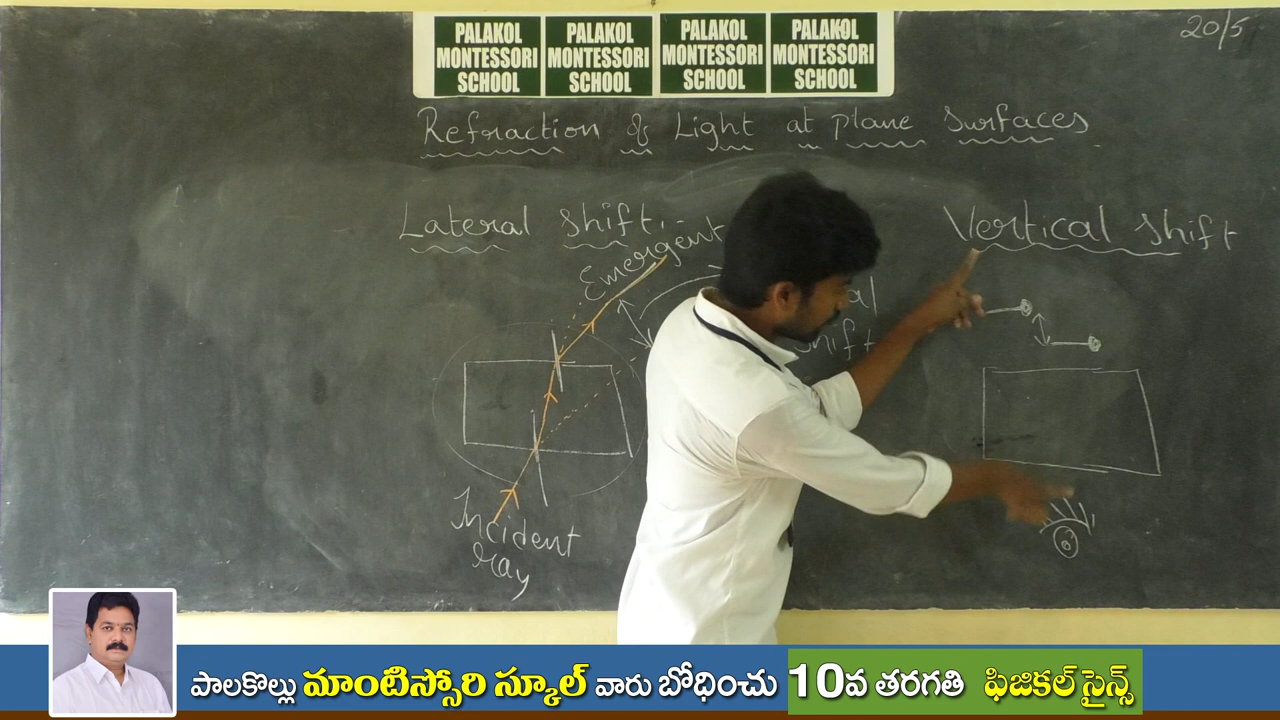 PALAKOL MONTESSORI SCHOOL
PALAKOL MONTESSORI SCHOOL
PALAKOL MONTESSORI SCHOOL
PALAKOL MONTESSORI SCHOOL
20/5
Refraction of Light at plane surfaces
Lateral shift:-
Vertical shift
Emergent
shift
Incident
ray
పాలకొల్లు మాంటిస్సోరి స్కూల్ వారు బోధించు 10వ తరగతి ఫిజికల్ సైన్స్